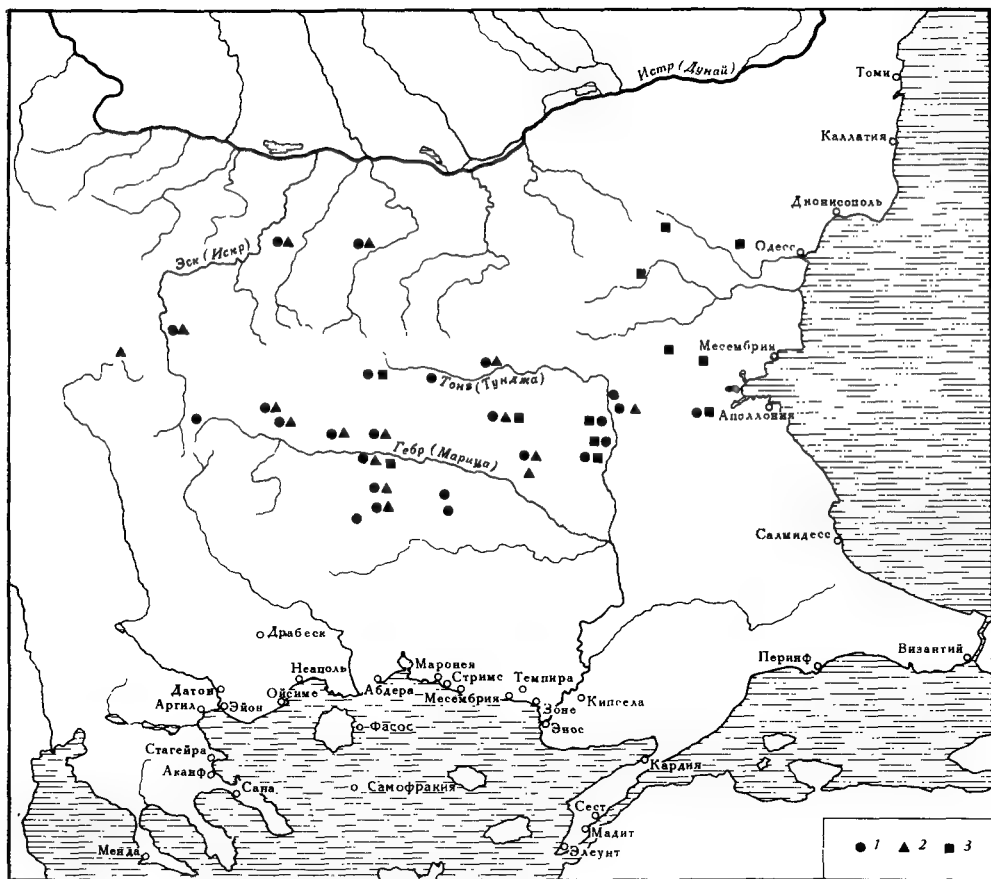 Истр (Дунай)
Томи
Каллатия
Дионисополь
Эск (Искр)
Одесс
Месембрия
Тонз (Тунджа)
Аполлония
Гебр (Марица)
Салмидесс
Драбеск
Византий
Перинф
Неаполь
Маронея
Стримс
Темпира
Датон
Ойсиме
Абдера
Месембрия
Кипсела
Аргил
Эйон
Зоне
Фасос
Энос
Стагейра
Кардия
Аканф
Сана
Самофракия
Сест
Мадит
Менда
Элеунт
1 2 3